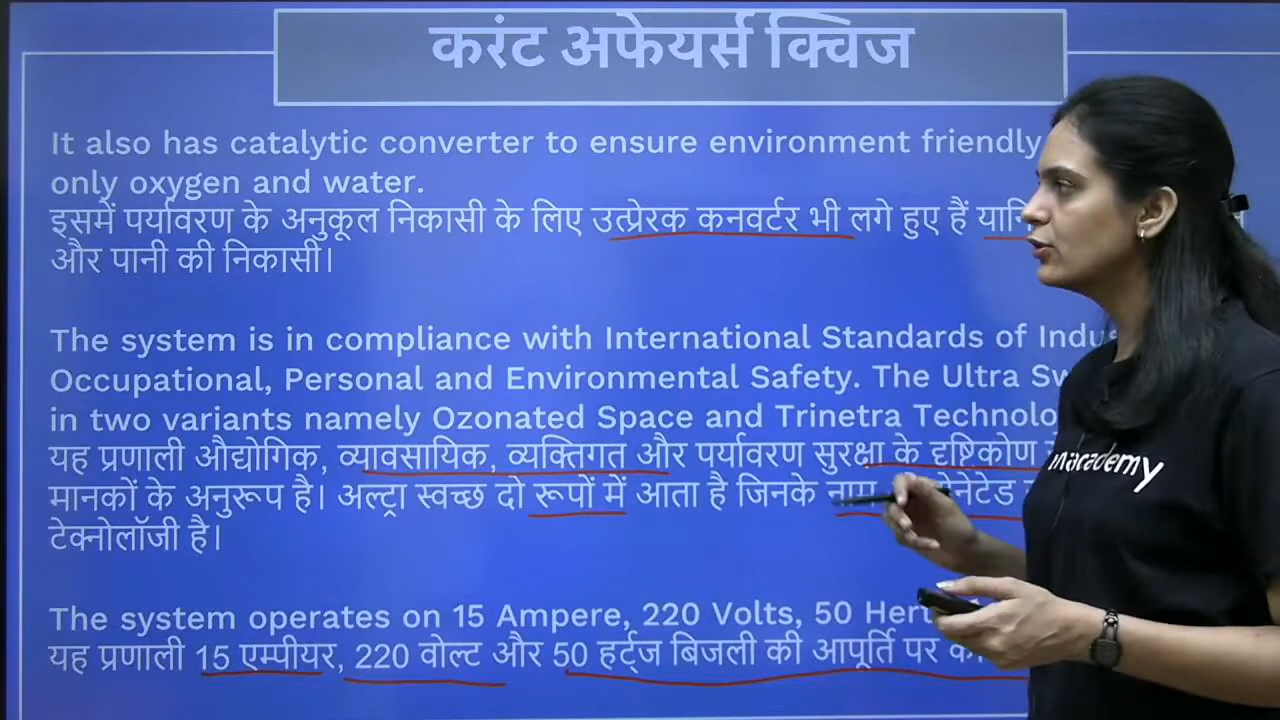 करंट अफेयर्स क्विज
It also has catalytic converter to ensure environment friendly
only oxygen and water.
इसमें पर्यावरण के अनुकूल निकासी के लिए उत्प्रेरक कनवर्टर भी लगे हुए हैं
और पानी की निकासी।
The system is in compliance with International Standards of
Occupational, Personal and Environmental Safety. The Ultra
in two variants namely Ozonated Space and Trinetra
यह प्रणाली औद्योगिक, व्यावसायिक, व्यक्तिगत और पर्यावरण सुरक्षा के दृष्टिकोण
मानकों के अनुरूप है। अल्ट्रा स्वच्छ दो रूपों में आता है जिनके नाम
टेक्नोलॉजी है।
The system operates on 15 Ampere, 220 Volts, 50
यह प्रणाली 15 एम्पीयर, 220 वोल्ट और 50 हर्ट्ज बिजली की आपूर्ति पर
unacademy